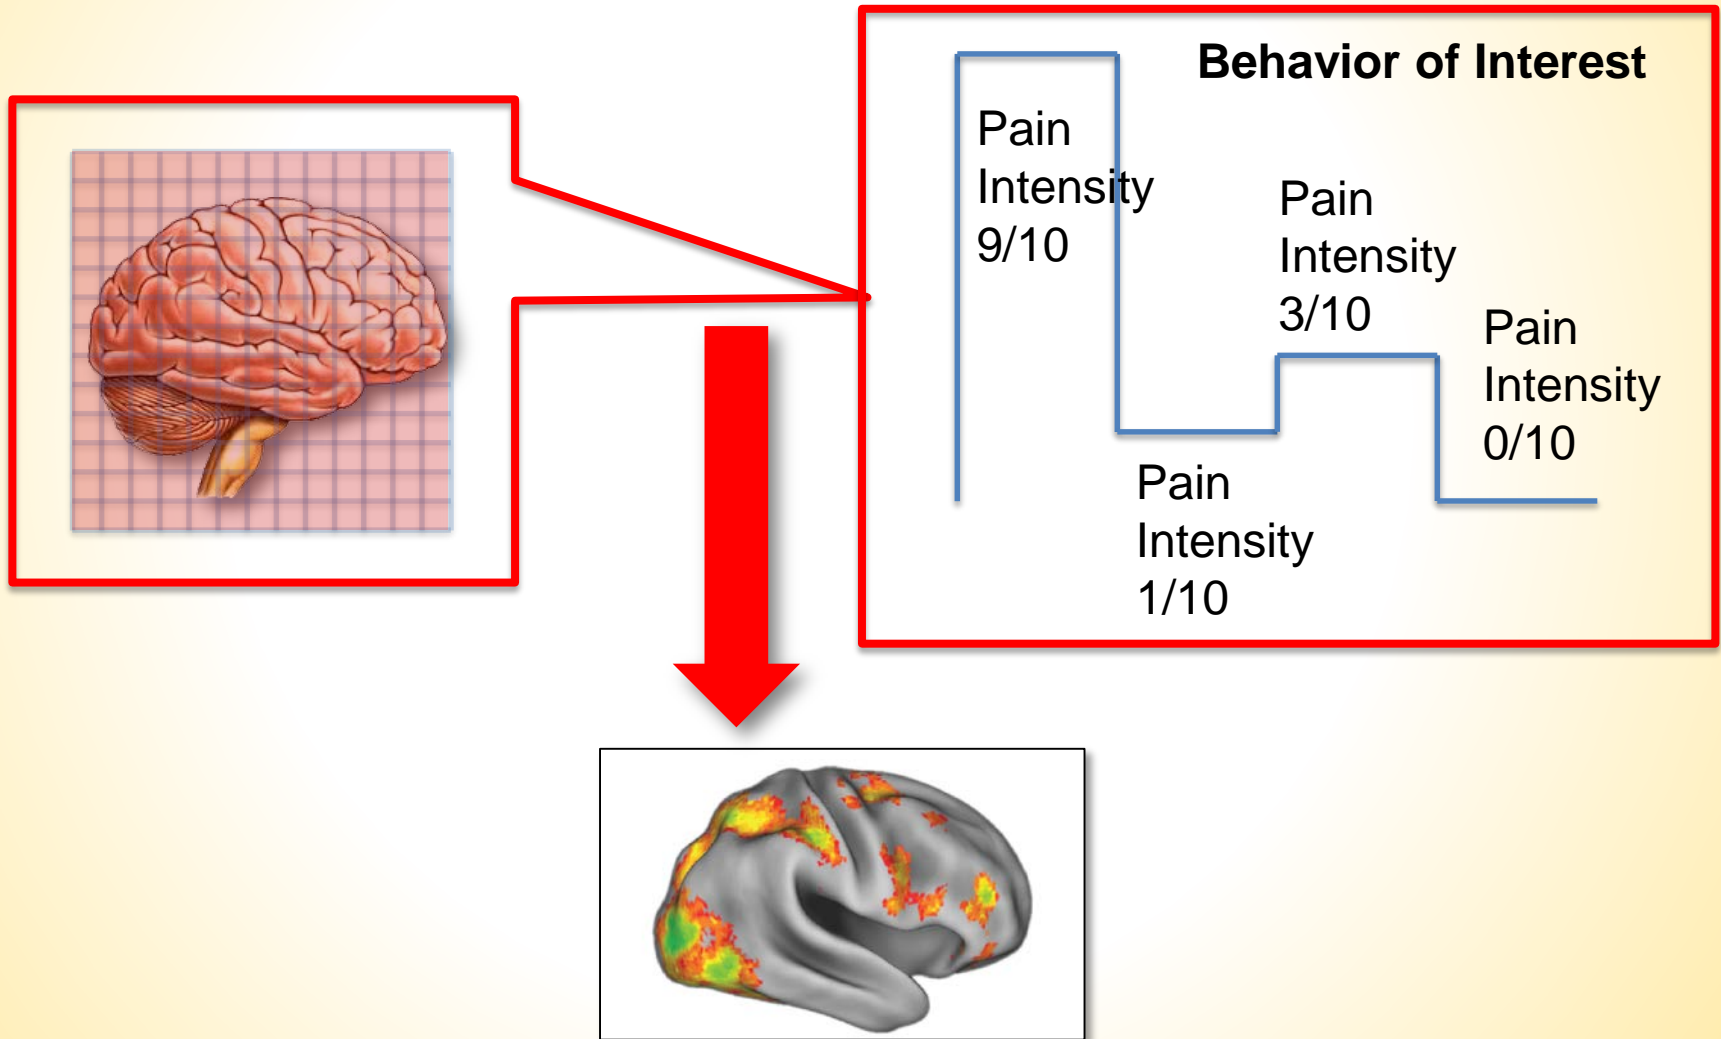 Behavior of Interest
Pain
Intensity
9/10
Pain
Intensity
1/10
Pain
Intensity
3/10
Pain
Intensity
0/10